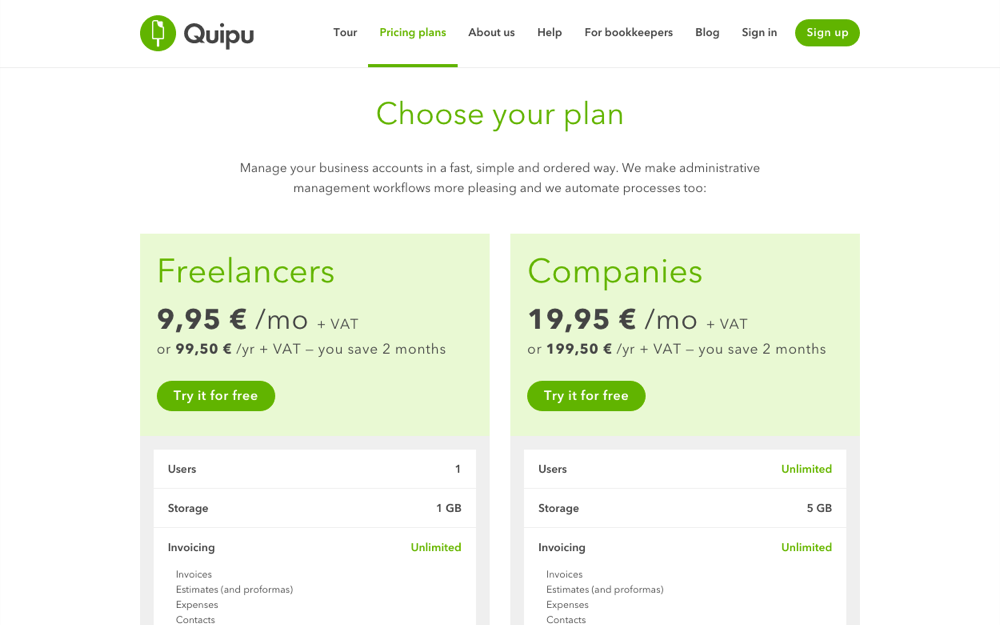 Quipu
Tour
Pricing plans
About us
Help
For bookkeepers
Blog
Sign in
Sign up
Choose your plan
Manage your business accounts in a fast, simple and ordered way. We make administrative
management workflows more pleasing and we automate processes too:
Freelancers
9,95 € /mo + VAT
or 99,50 € /yr + VAT – you save 2 months
Try it for free
Users 1
Storage 1 GB
Invoicing Unlimited
Invoices
Estimates (and proformas)
Expenses
Contacts
Companies
19,95 € /mo + VAT
or 199,50 € /yr + VAT – you save 2 months
Try it for free
Users Unlimited
Storage 5 GB
Invoicing Unlimited
Invoices
Estimates (and proformas)
Expenses
Contacts